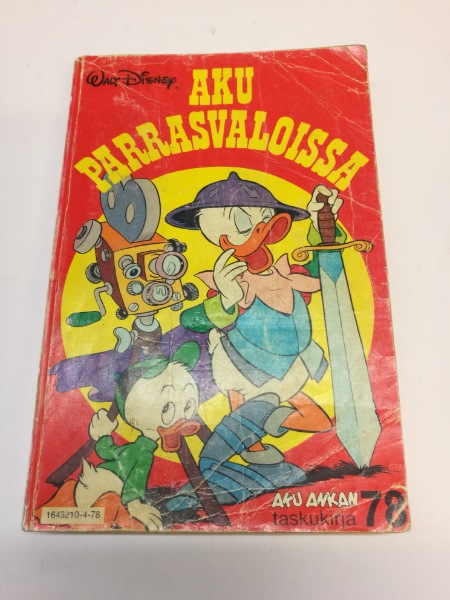 WALT DISNEY
AKU
PARRASVALOISSA
AKU ANKAN
taskukirja 78
1643210-4-78